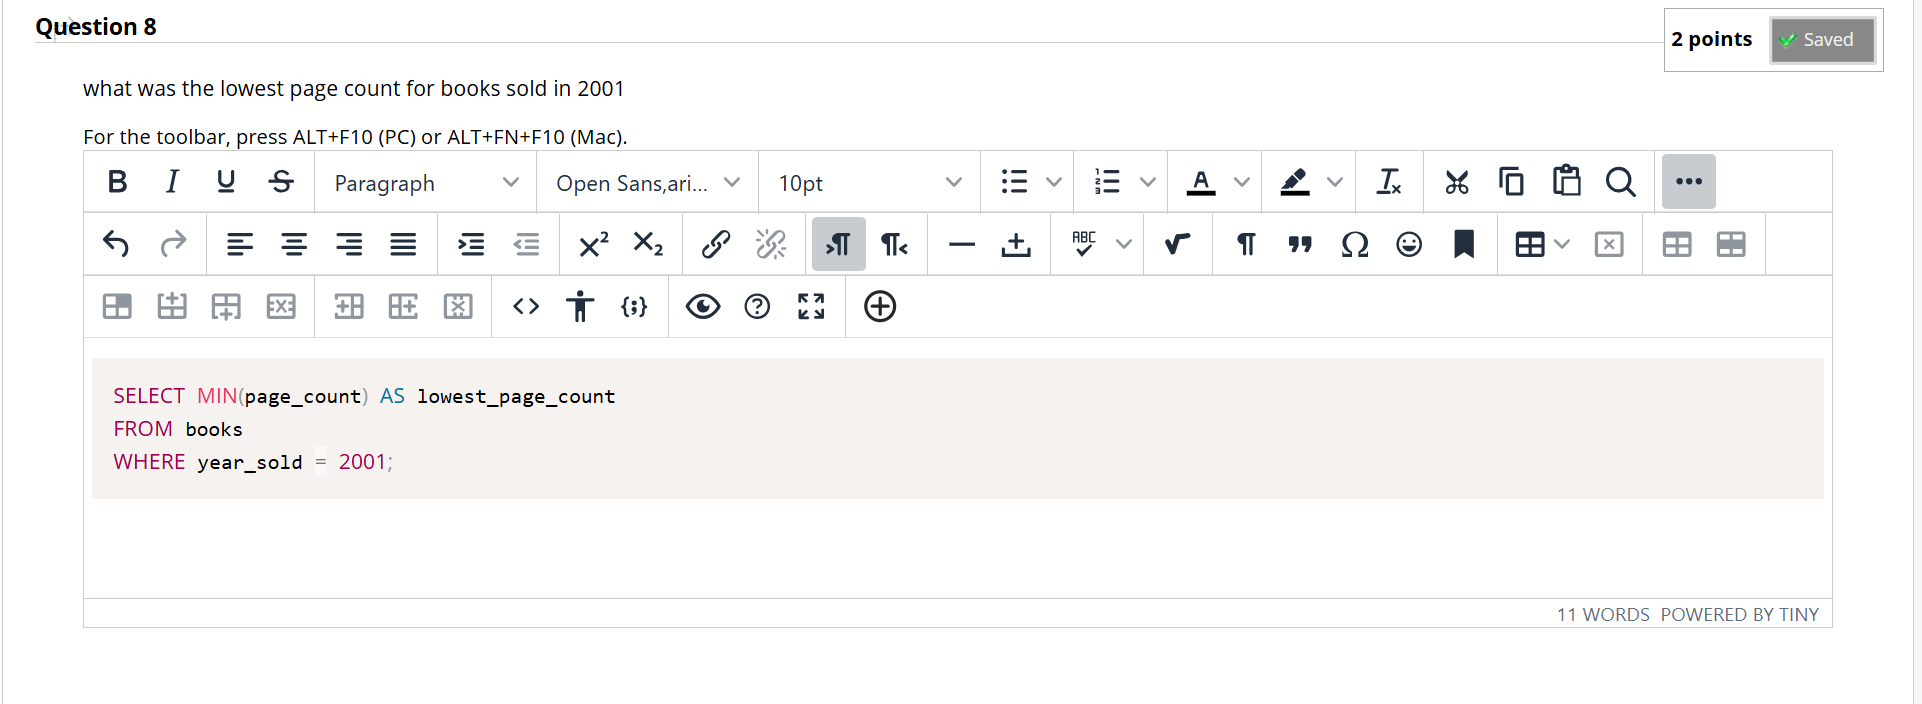 Question 8
2 points
Saved
what was the lowest page count for books sold in 2001
For the toolbar, press ALT+F10 (PC) or ALT+FN+F10 (Mac).
Paragraph
Open Sans,ari...
10pt
SELECT MIN(page_count) AS lowest_page_count
FROM books
WHERE year_sold = 2001;
11 WORDS POWERED BY TINY